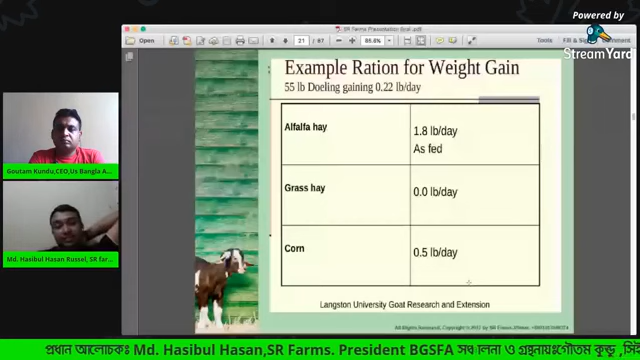 Powered by
StreamYard
SR Farms Presentation final.pdf
Open
21 / 67
89.8%
Tools
Fill & Sign
Comment
Example Ration for Weight Gain
55 lb Doeling gaining 0.22 lb/day
Alfalfa hay
1.8 lb/day
As fed
Grass hay
0.0 lb/day
Corn
0.5 lb/day
Langston University Goat Research and Extension
Goutam Kundu,CEO,Us Bangla A...
Md. Hasibul Hasan Russel, SR far...
প্রধান আলোচকঃ Md. Hasibul Hasan,SR Farms. President BGSFA সঞ্চালনা ও গ্রন্থনায়ঃগৌতম কুন্ডু,